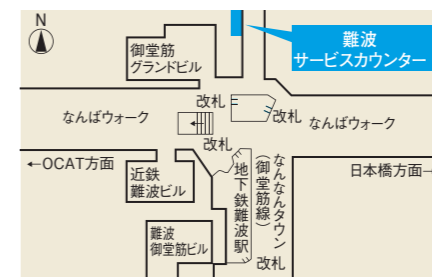 N
難波
サービスカウンター
御堂筋
グランドビル
改札
なんばウォーク
改札
なんばウォーク
改札
←OCAT方面
近鉄
難波ビル
地下鉄難波駅
(御堂筋線)
なんなんタウン
日本橋方面→
難波
御堂筋ビル
改札